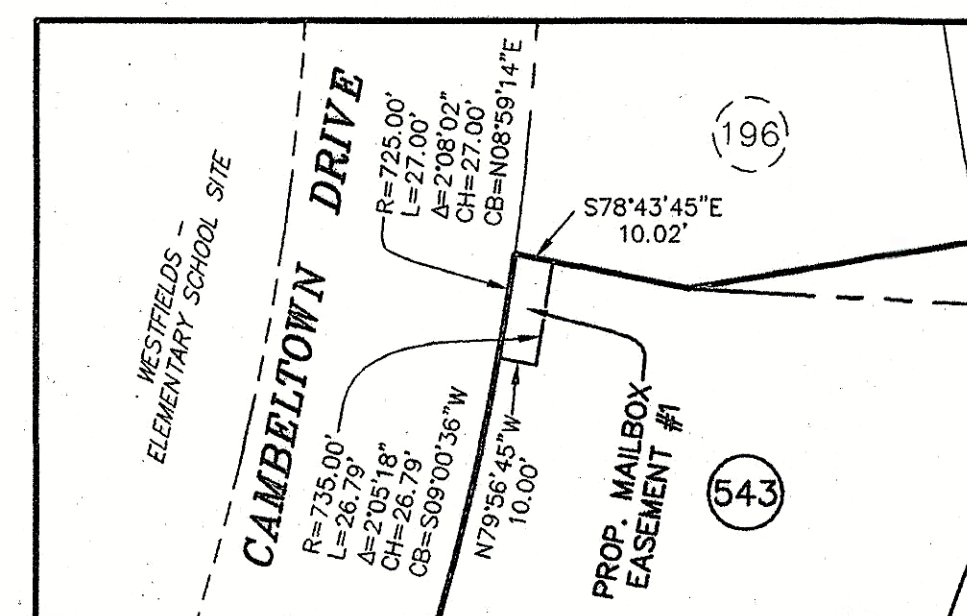 WESTFIELDS –
ELEMENTARY SCHOOL SITE
CAMBELTOWN DRIVE
R=725.00'
L=27.00'
Δ=2°08'02"
CH=27.00'
CB=N08°59'14"E
196
S78°43'45"E
10.02'
R=735.00'
L=26.79'
Δ=2°05'18"
CH=26.79'
CB=S09°00'36"W
N79°56'45"W
10.00'
PROP. MAILBOX
EASEMENT #1
543